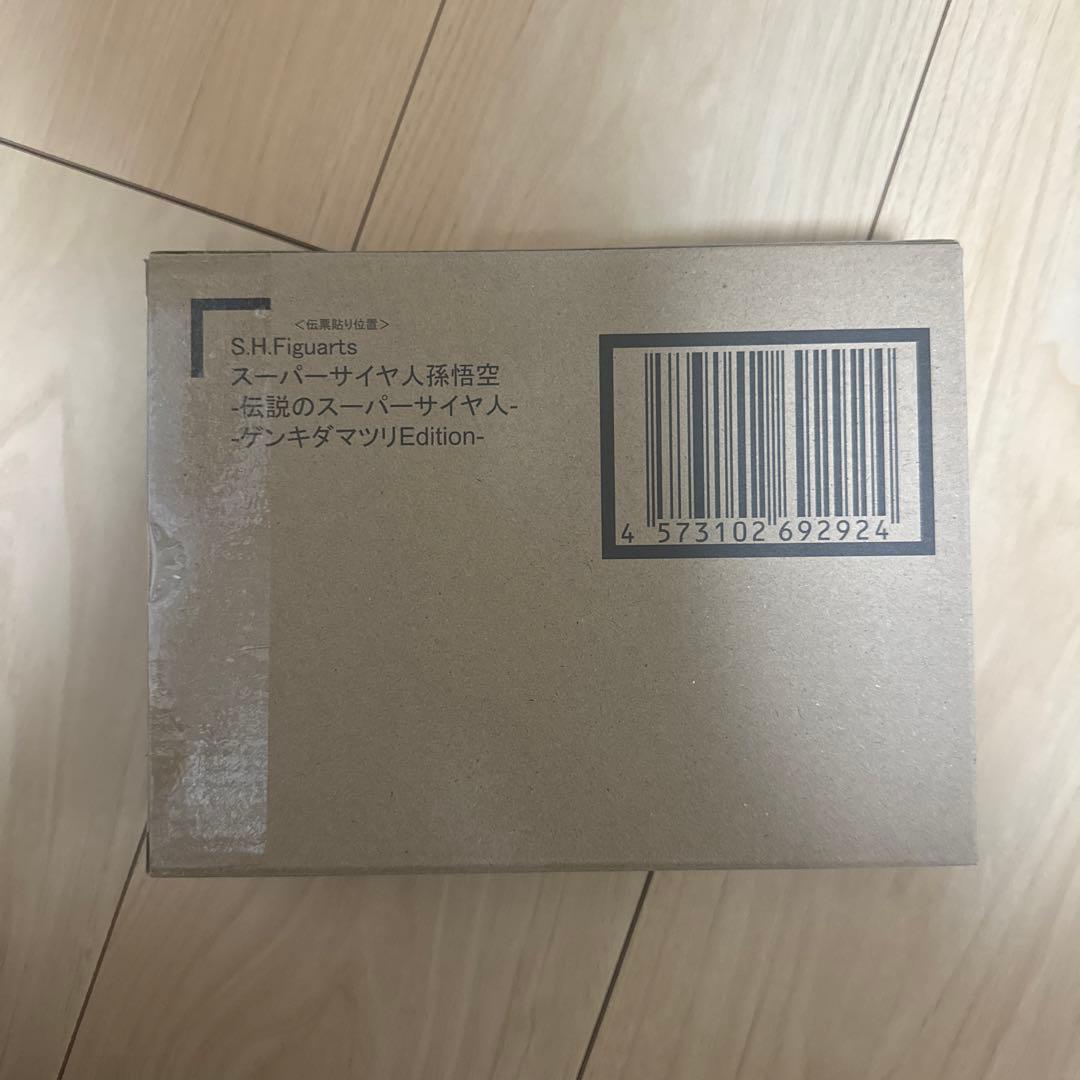 ＜伝票貼り位置＞
S.H.Figuarts
スーパーサイヤ人孫悟空
-伝説のスーパーサイヤ人-
-ゲンキダマツリEdition-
4 573102 692924